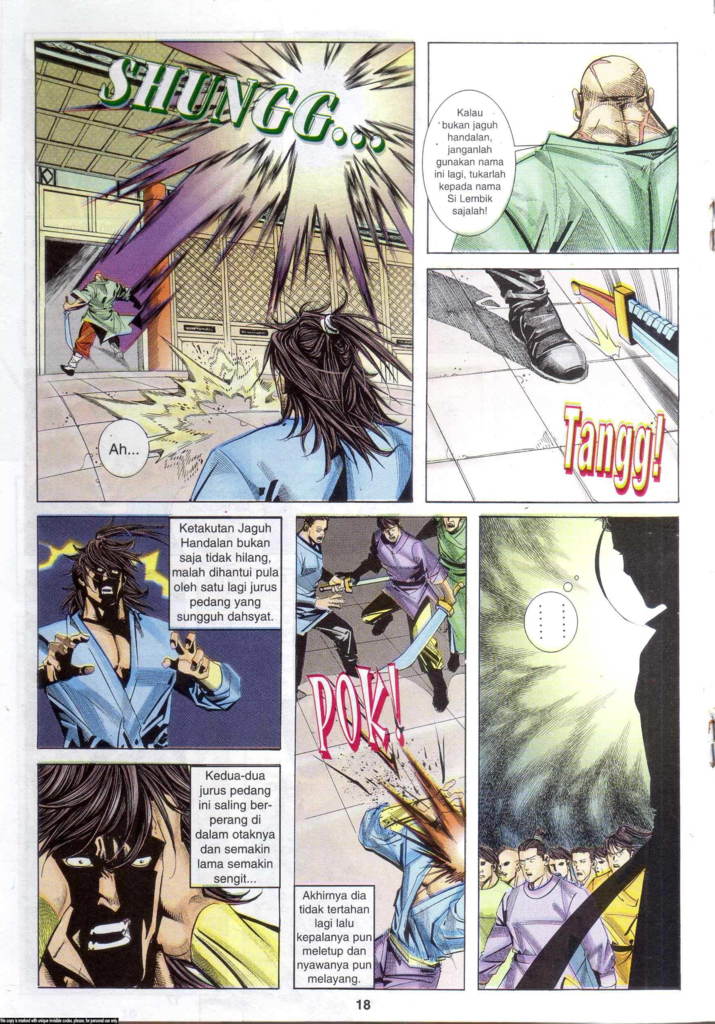 SHUNGG...
Ah...
Kalau
bukan jaguh
handalan,
janganlah
gunakan nama
ini lagi, tukarlah
kepada nama
Si Lembik
sajalah!
Tangg!
Ketakutan Jaguh
Handalan bukan
saja tidak hilang,
malah dihantui pula
oleh satu lagi jurus
pedang yang
sungguh dahsyat.
Kedua-dua
jurus pedang
ini saling ber-
perang di
dalam otaknya
dan semakin
lama semakin
sengit...
POK!
Akhirnya dia
tidak tertahan
lagi lalu
kepalanya pun
meletup dan
nyawanya pun
melayang.
18
this copy is marked with unique invisible codes, please, for personal use only.